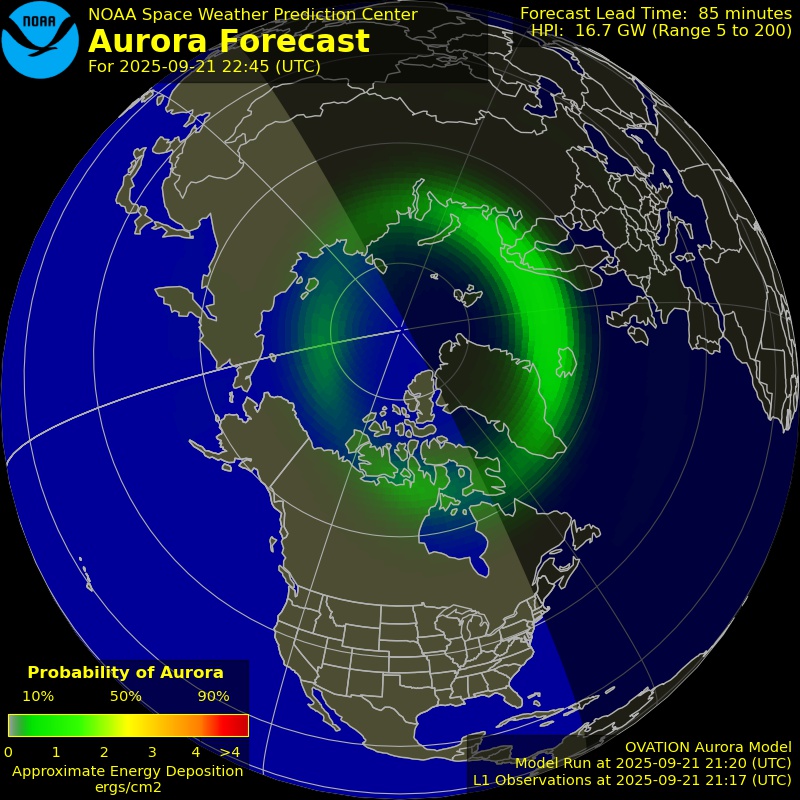 NOAA
NOAA Space Weather Prediction Center
Aurora Forecast
For 2025-09-21 22:45 (UTC)
Forecast Lead Time: 85 minutes
HPI: 16.7 GW (Range 5 to 200)
Probability of Aurora
10% 50% 90%
0 1 2 3 4 >4
Approximate Energy Deposition
ergs/cm2
OVATION Aurora Model
Model Run at 2025-09-21 21:20 (UTC)
L1 Observations at 2025-09-21 21:17 (UTC)